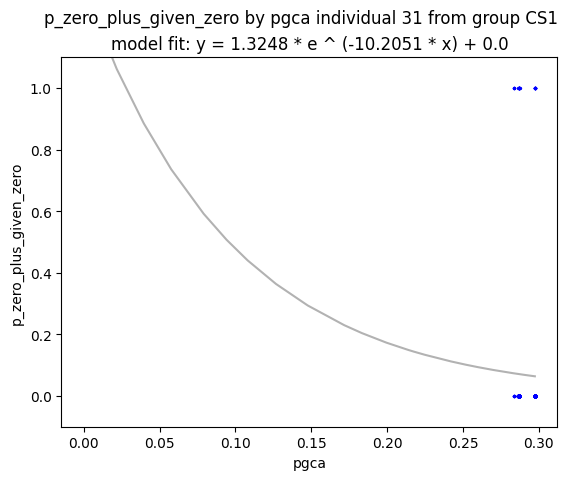 p_zero_plus_given_zero by pgca individual 31 from group CS1
model fit: y = 1.3248 * e ^ (-10.2051 * x) + 0.0
p_zero_plus_given_zero
1.0
0.8
0.6
0.4
0.2
0.0
0.00 0.05 0.10 0.15 0.20 0.25 0.30
pgca